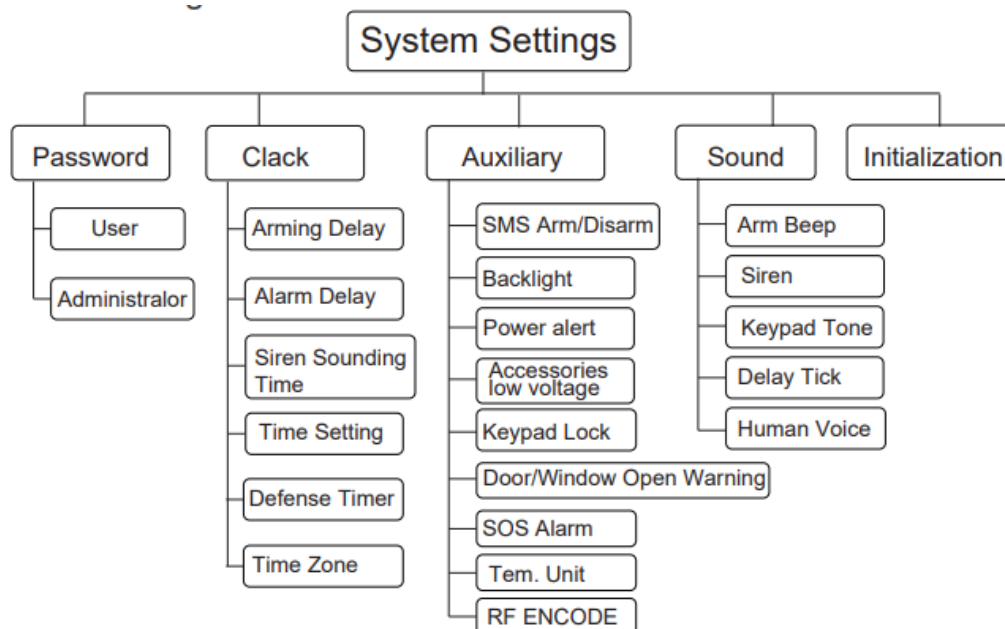 System Settings
Password
Clack
Auxiliary
Sound
Initialization
User
Administralor
Arming Delay
Alarm Delay
Siren Sounding
Time
Time Setting
Defense Timer
Time Zone
SMS Arm/Disarm
Backlight
Power alert
Accessories
low voltage
Keypad Lock
Door/Window Open Warning
SOS Alarm
Tem. Unit
RF ENCODE
Arm Beep
Siren
Keypad Tone
Delay Tick
Human Voice